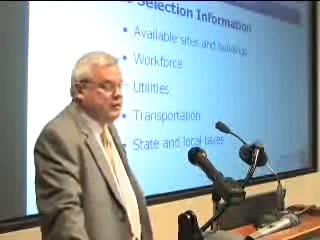 Selection Information
• Available sites and buildings
• Workforce
• Utilities
• Transportation
• State and local taxes